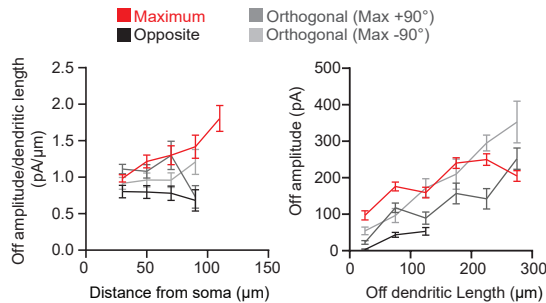 Maximum
Opposite
Orthogonal (Max +90°)
Orthogonal (Max -90°)
Off amplitude/dendritic length
(pA/µm)
2.5
2.0
1.5
1.0
0.5
0.0
0
50
100
150
Distance from soma (µm)
Off amplitude (pA)
500
400
300
200
100
0
0
100
200
300
Off dendritic Length (µm)